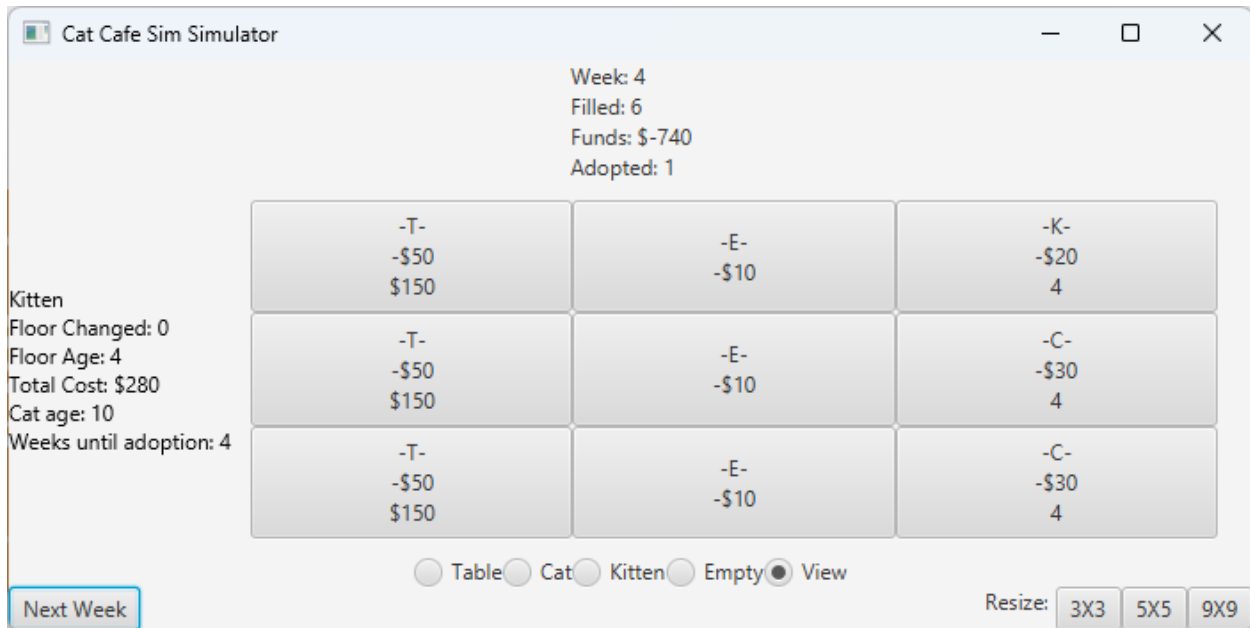 Cat Cafe Sim Simulator
Week: 4
Filled: 6
Funds: $-740
Adopted: 1
Kitten
Floor Changed: 0
Floor Age: 4
Total Cost: $280
Cat age: 10
Weeks until adoption: 4
-T-
-$50
$150
-E-
-$10
-K-
-$20
4
-T-
-$50
$150
-E-
-$10
-C-
-$30
4
-T-
-$50
$150
-E-
-$10
-C-
-$30
4
Table Cat Kitten Empty View
Next Week
Resize: 3X3 5X5 9X9